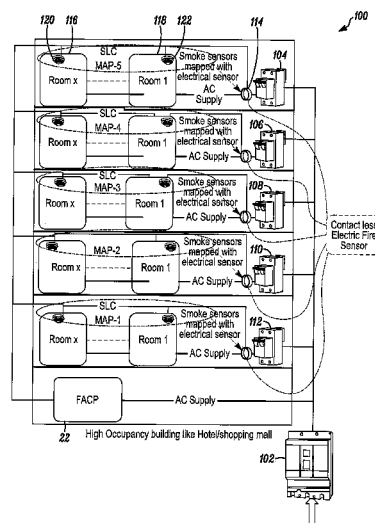 100
120
116
118
122
114
104
SLC
MAP-5
Smoke sensors
mapped with
electrical sensor
Room x
Room 1
AC
Supply
SLC
MAP-4
Smoke sensors
mapped with
electrical sensor
106
Room x
Room 1
AC Supply
SLC
MAP-3
Smoke sensors
mapped with
electrical sensor
108
Room x
Room 1
AC Supply
Contact less
Electric Fire
Sensor
SLC
MAP-2
Smoke sensors
mapped with
electrical sensor
110
Room x
Room 1
AC Supply
SLC
MAP-1
Smoke sensors
mapped with
electrical sensor
112
Room x
Room 1
AC Supply
FACP
AC Supply
22
High Occupancy building like Hotel/shopping mall
102